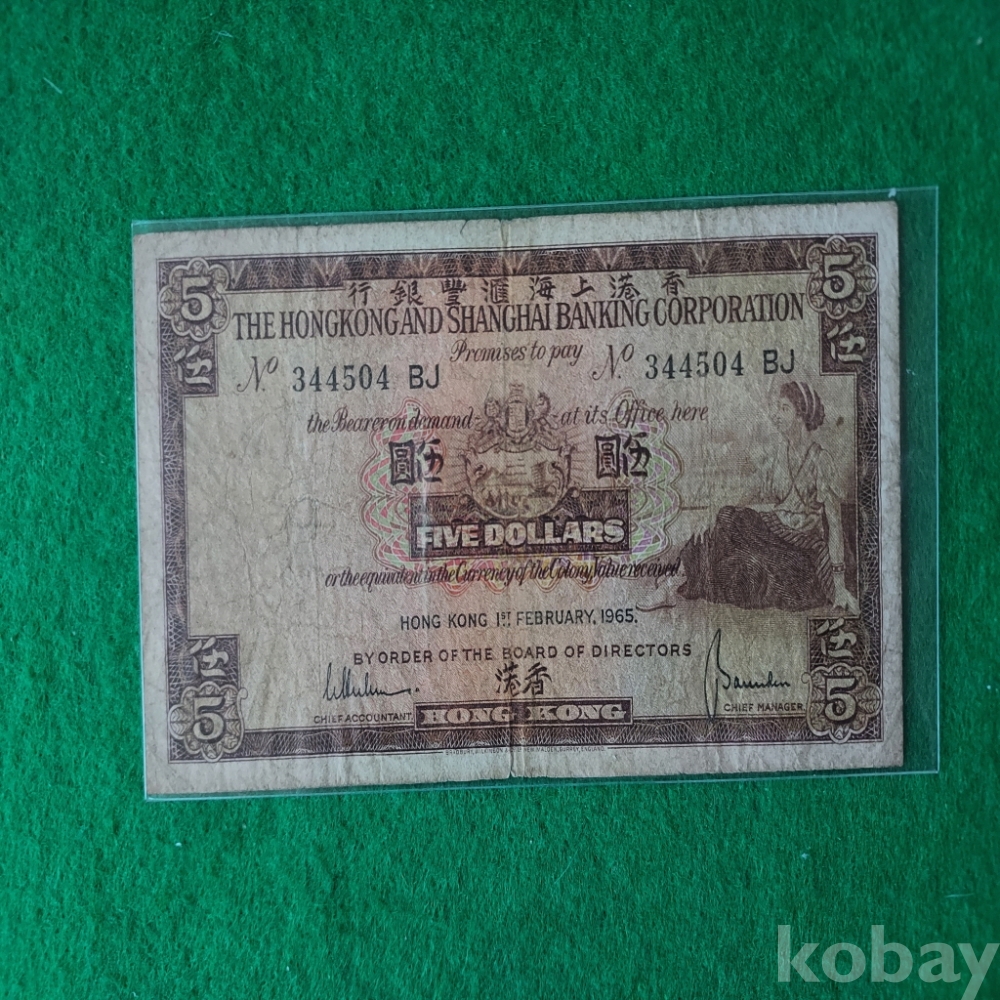 5 5
行銀豐滙海上港香
THE HONGKONG AND SHANGHAI BANKING CORPORATION
伍 Promises to pay 伍
No 344504 BJ No 344504 BJ
the Bearer on demand at its Office here
圓伍 圓伍
FIVE DOLLARS
or the equivalent in the Currency of the Colony Value received.
HONG KONG 1ST FEBRUARY, 1965.
BY ORDER OF THE BOARD OF DIRECTORS
伍 港香 伍
CHIEF ACCOUNTANT HONG KONG CHIEF MANAGER
5 5
kobay